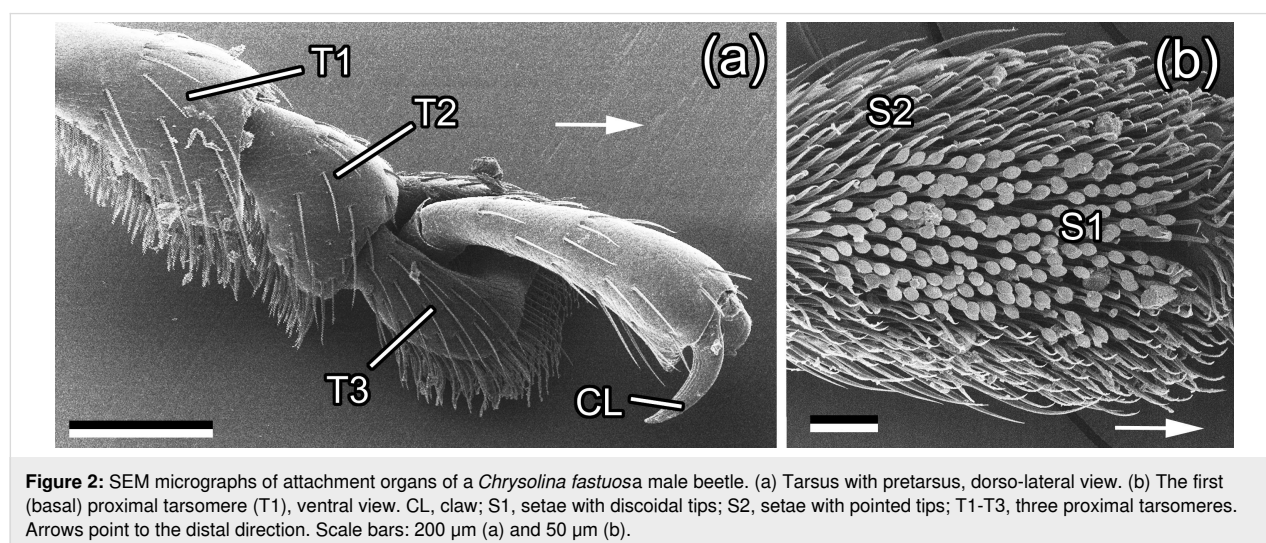 T1
T2
T3
CL
(a)
S2
S1
(b)
Figure 2: SEM micrographs of attachment organs of a Chrysolina fastuosa male beetle. (a) Tarsus with pretarsus, dorso-lateral view. (b) The first
(basal) proximal tarsomere (T1), ventral view. CL, claw; S1, setae with discoidal tips; S2, setae with pointed tips; T1-T3, three proximal tarsomeres.
Arrows point to the distal direction. Scale bars: 200 µm (a) and 50 µm (b).